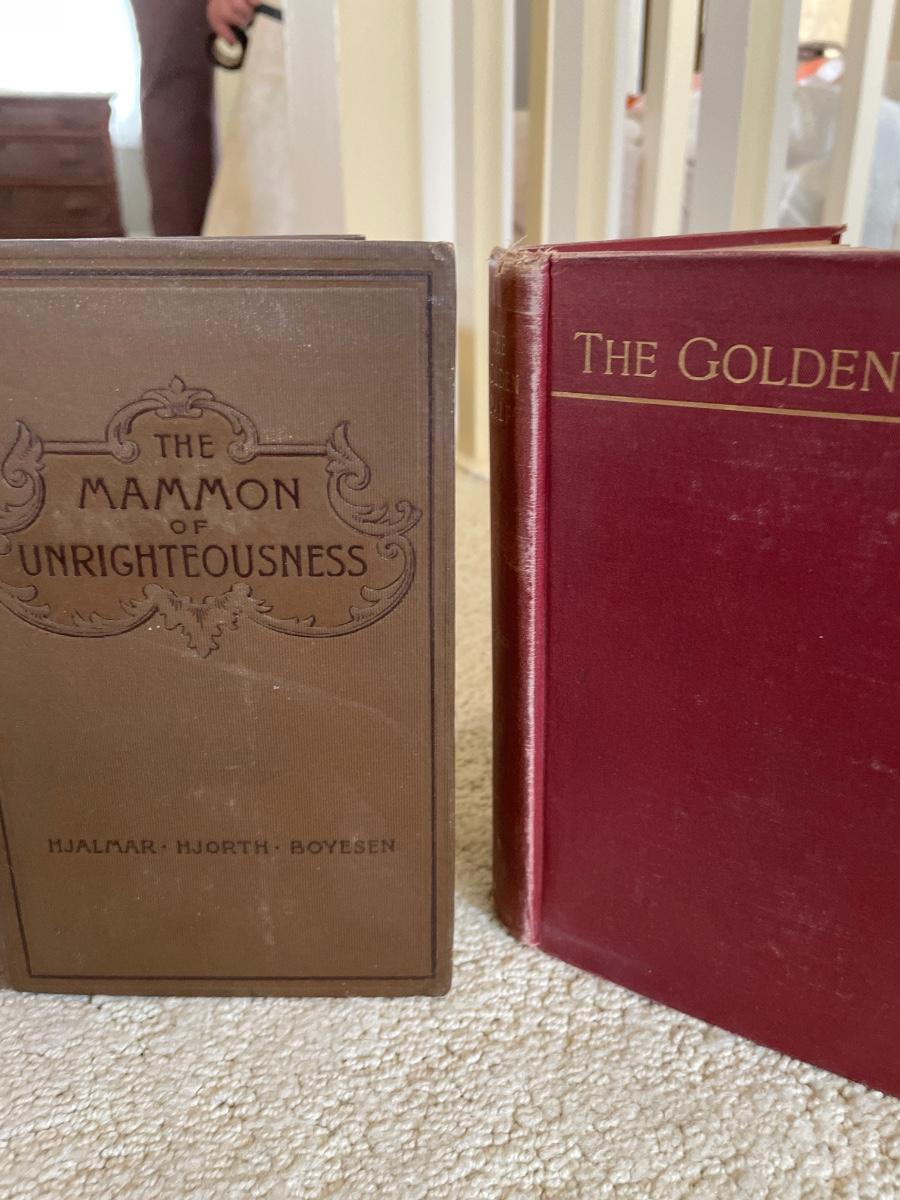 THE
MAMMON
OF
UNRIGHTEOUSNESS
HJALMAR · HJORTH · BOYESEN
THE GOLDEN